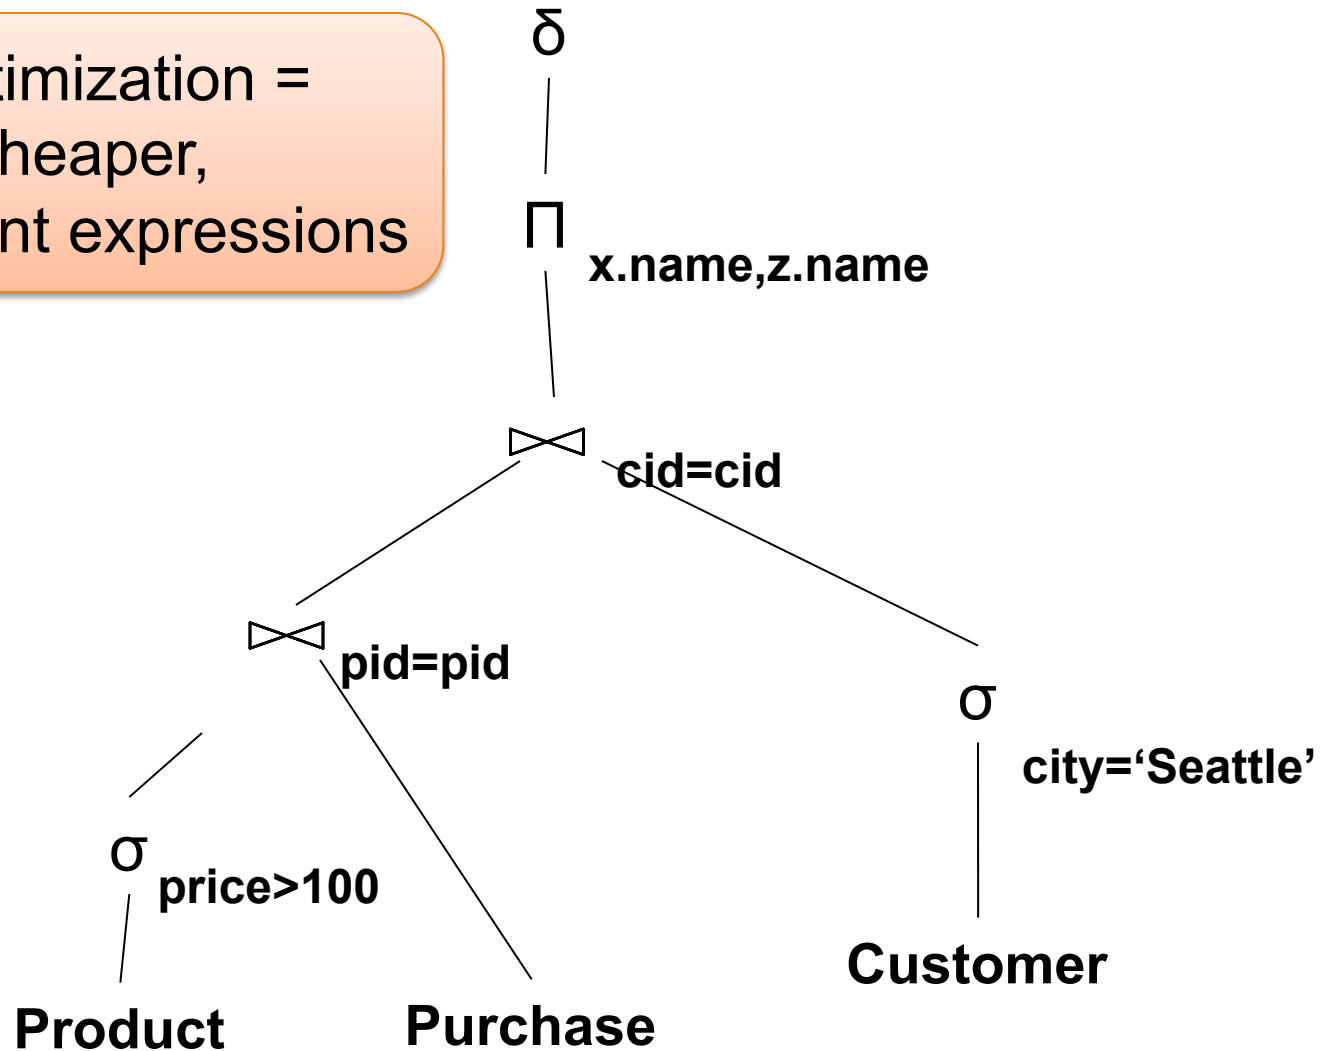 timization =
heaper,
nt expressions
δ
Π
x.name,z.name
⋈
cid=cid
⋈
pid=pid
σ
city=‘Seattle’
σ
price>100
Customer
Product
Purchase